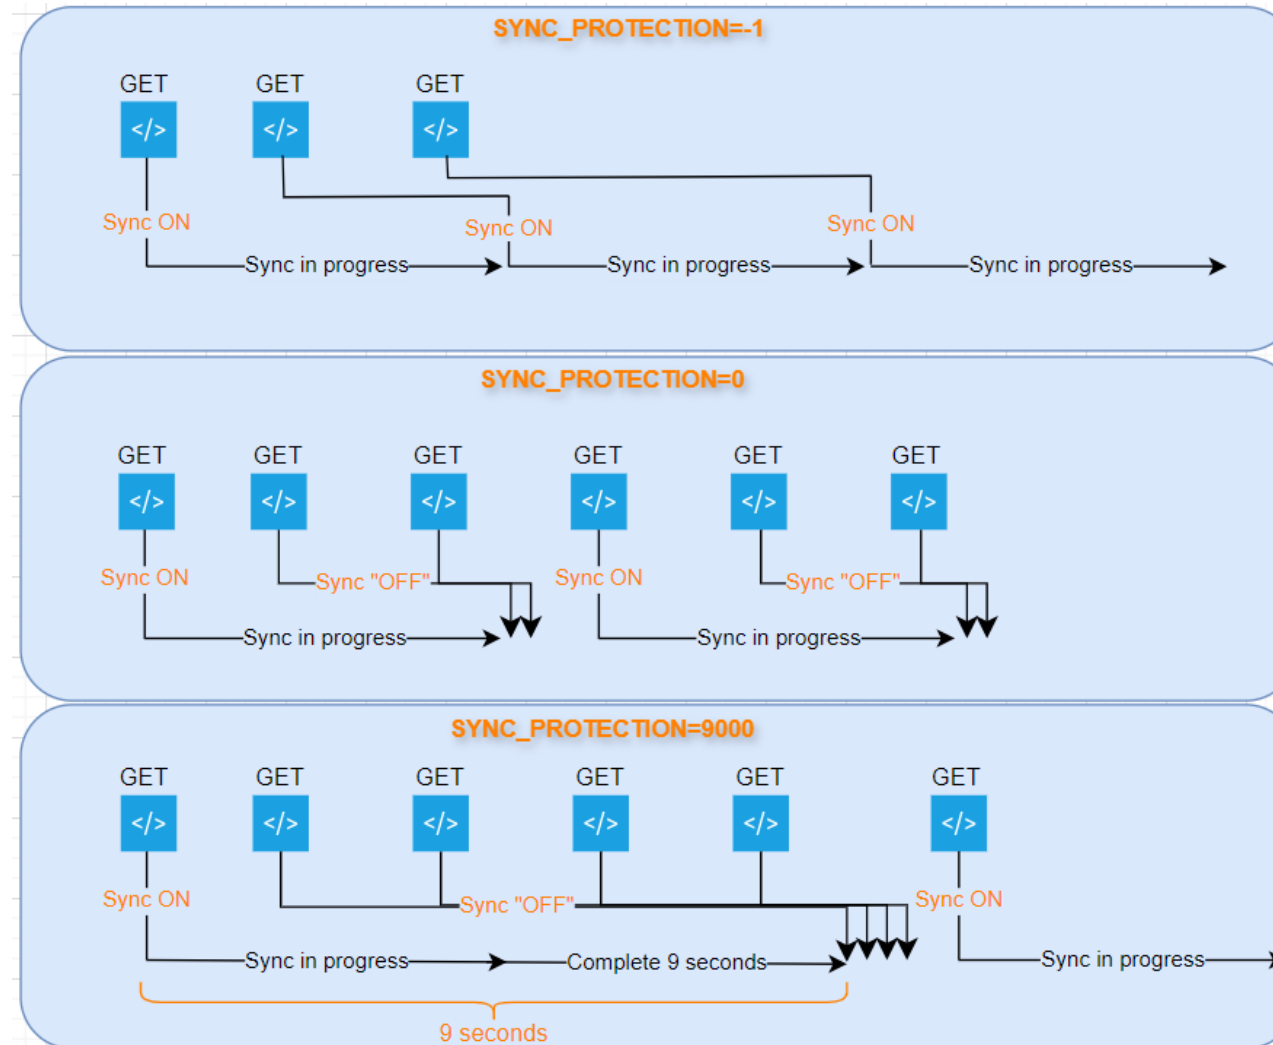 SYNC_PROTECTION=-1
GET GET GET
</> </> </>
Sync ON Sync ON Sync ON
Sync in progress Sync in progress Sync in progress
SYNC_PROTECTION=0
GET GET GET GET GET GET
</> </> </> </> </> </>
Sync ON Sync "OFF" Sync ON Sync "OFF"
Sync in progress Sync in progress
SYNC_PROTECTION=9000
GET GET GET GET GET GET
</> </> </> </> </> </>
Sync ON Sync "OFF" Sync ON
Sync in progress Complete 9 seconds Sync in progress
9 seconds